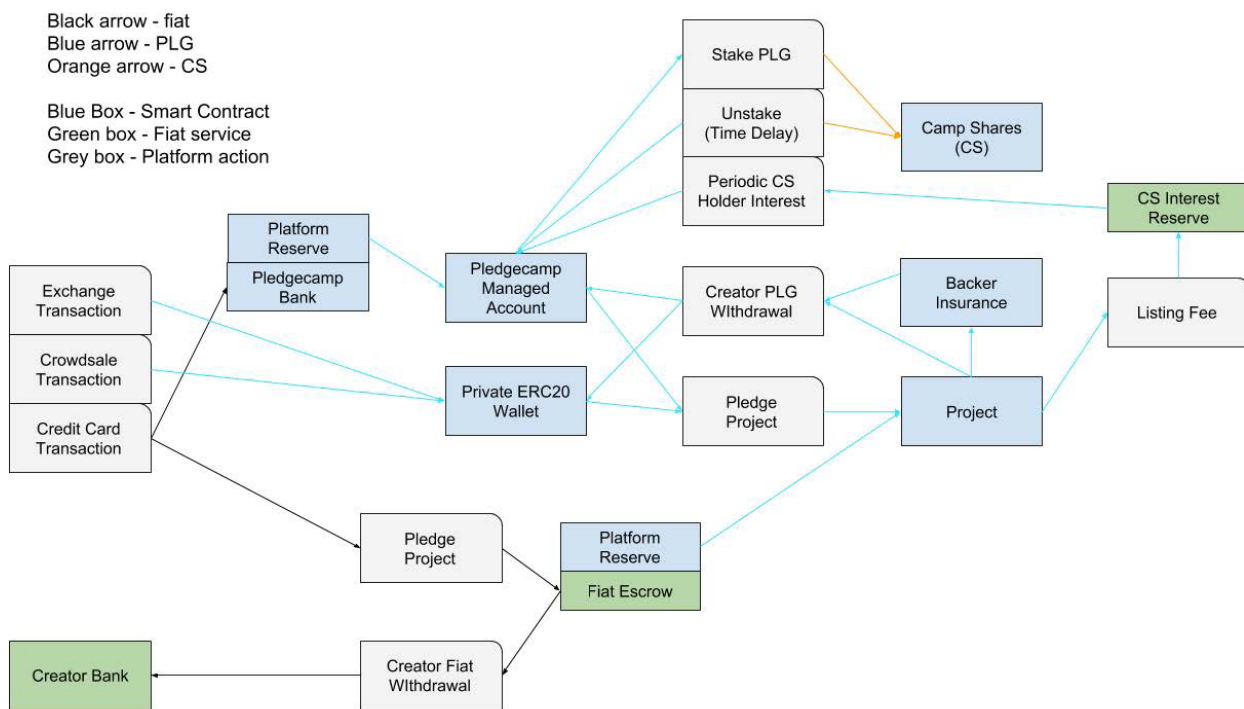 Black arrow - fiat
Blue arrow - PLG
Orange arrow - CS
Blue Box - Smart Contract
Green box - Fiat service
Grey box - Platform action
Stake PLG
Unstake
(Time Delay)
Periodic CS
Holder Interest
Camp Shares
(CS)
CS Interest
Reserve
Platform
Reserve
Pledgecamp
Bank
Exchange
Transaction
Crowdsale
Transaction
Credit Card
Transaction
Pledgecamp
Managed
Account
Creator PLG
WIthdrawal
Backer
Insurance
Listing Fee
Private ERC20
Wallet
Pledge
Project
Project
Pledge
Project
Platform
Reserve
Fiat Escrow
Creator Bank
Creator Fiat
WIthdrawal